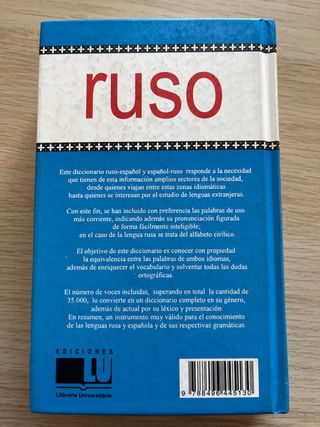 ruso
Este diccionario ruso-español y español-ruso responde a la necesidad
que tienen de esta información amplios sectores de la sociedad,
desde quienes viajan entre estas zonas idiomáticas
hasta quienes se interesan por el estudio de lenguas extranjeras.
Con este fin, se han incluido con preferencia las palabras de uso
más corriente, indicando además su pronunciación figurada
de forma fácilmente inteligible;
en el caso de la lengua rusa se trata del alfabeto cirílico.
El objetivo de este diccionario es conocer con propiedad
la equivalencia entre las palabras de ambos idiomas,
además de enriquecer el vocabulario y solventar todas las dudas
ortográficas.
El número de voces incluidas, superando en total la cantidad de
35.000, lo convierte en un diccionario completo en su género,
además de actual por su léxico y presentación
En resumen, un instrumento muy válido para el conocimiento
de las lenguas rusa y española y de sus respectivas gramáticas.
EDICIONES
LU
Librería Universitària
9 788496 445130